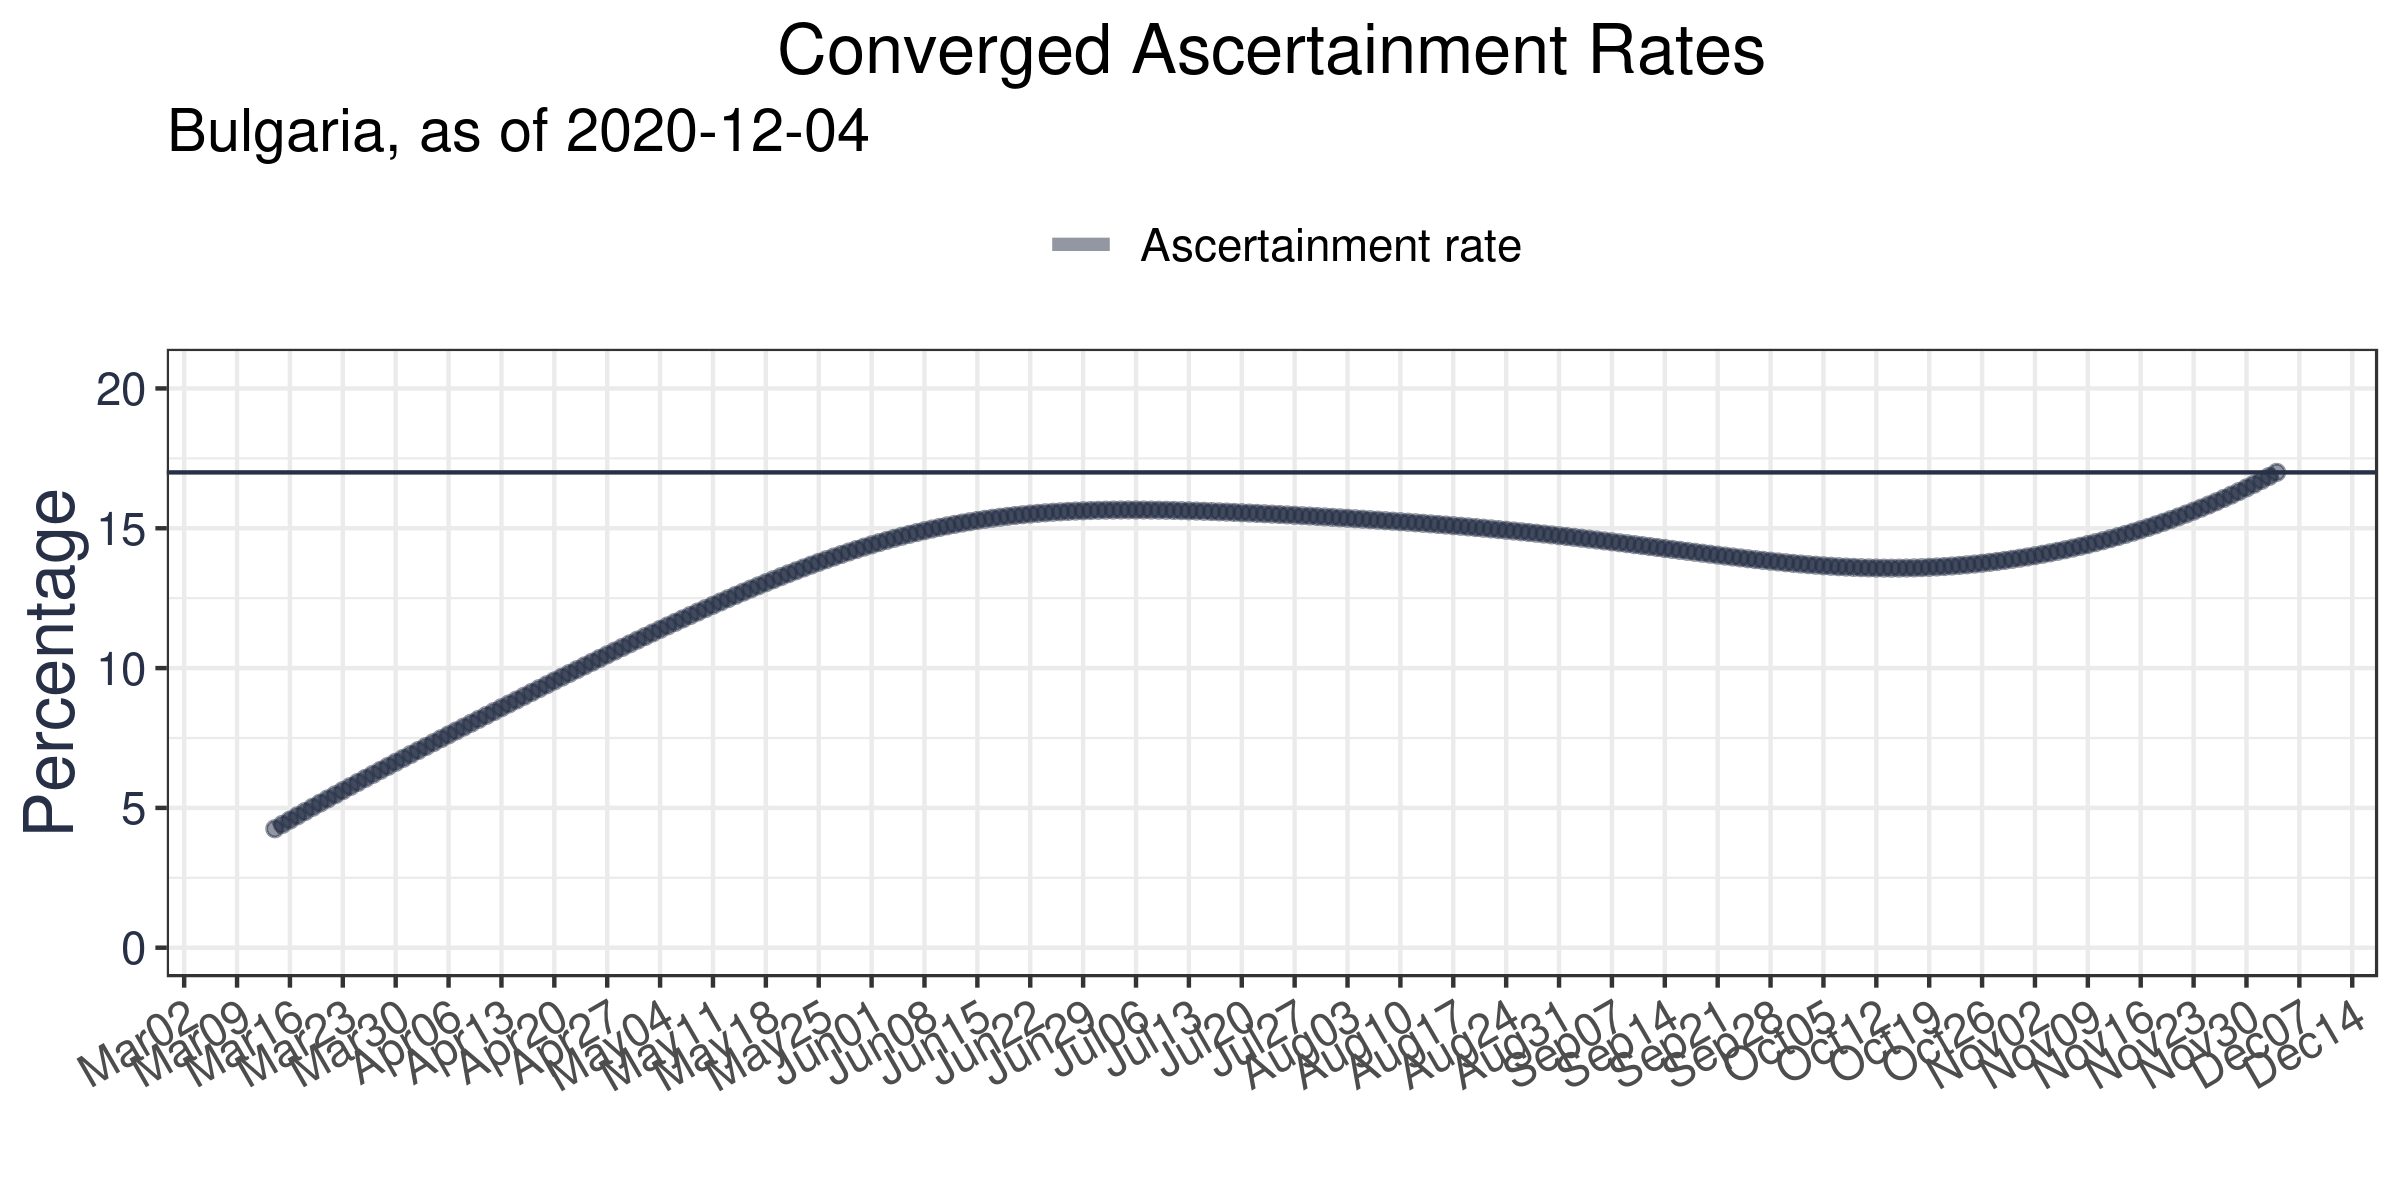 Converged Ascertainment Rates
Bulgaria, as of 2020-12-04
Ascertainment rate
Percentage
20
15
10
5
0
Mar02 Mar09 Mar16 Mar23 Mar30 Apr06 Apr13 Apr20 Apr27 May04 May11 May18 May25 Jun01 Jun08 Jun15 Jun22 Jun29 Jul06 Jul13 Jul20 Jul27 Aug03 Aug10 Aug17 Aug24 Aug31 Sep07 Sep14 Sep21 Sep28 Oct05 Oct12 Oct19 Oct26 Nov02 Nov09 Nov16 Nov23 Nov30 Dec07 Dec14